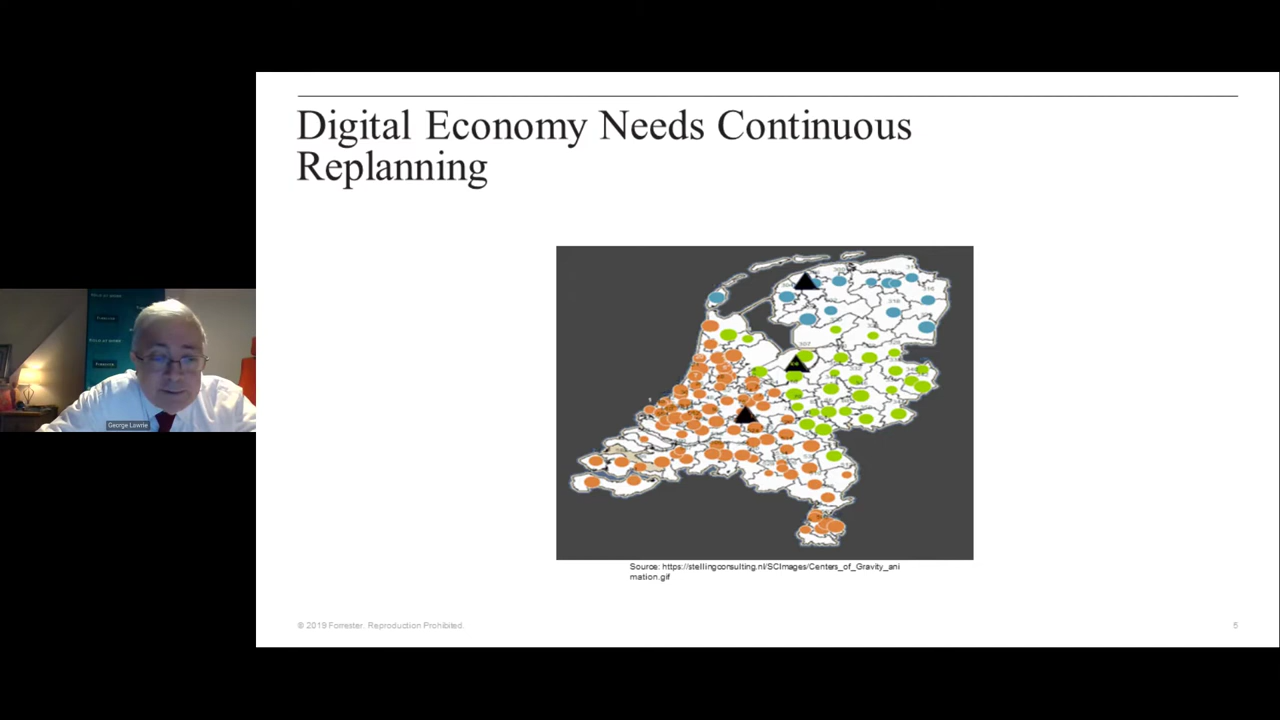 Digital Economy Needs Continuous
Replanning
307
George Lawrie
Source: https://stellingconsulting.nl/SCImages/Centers_of_Gravity_ani
mation.gif
© 2019 Forrester. Reproduction Prohibited.
5